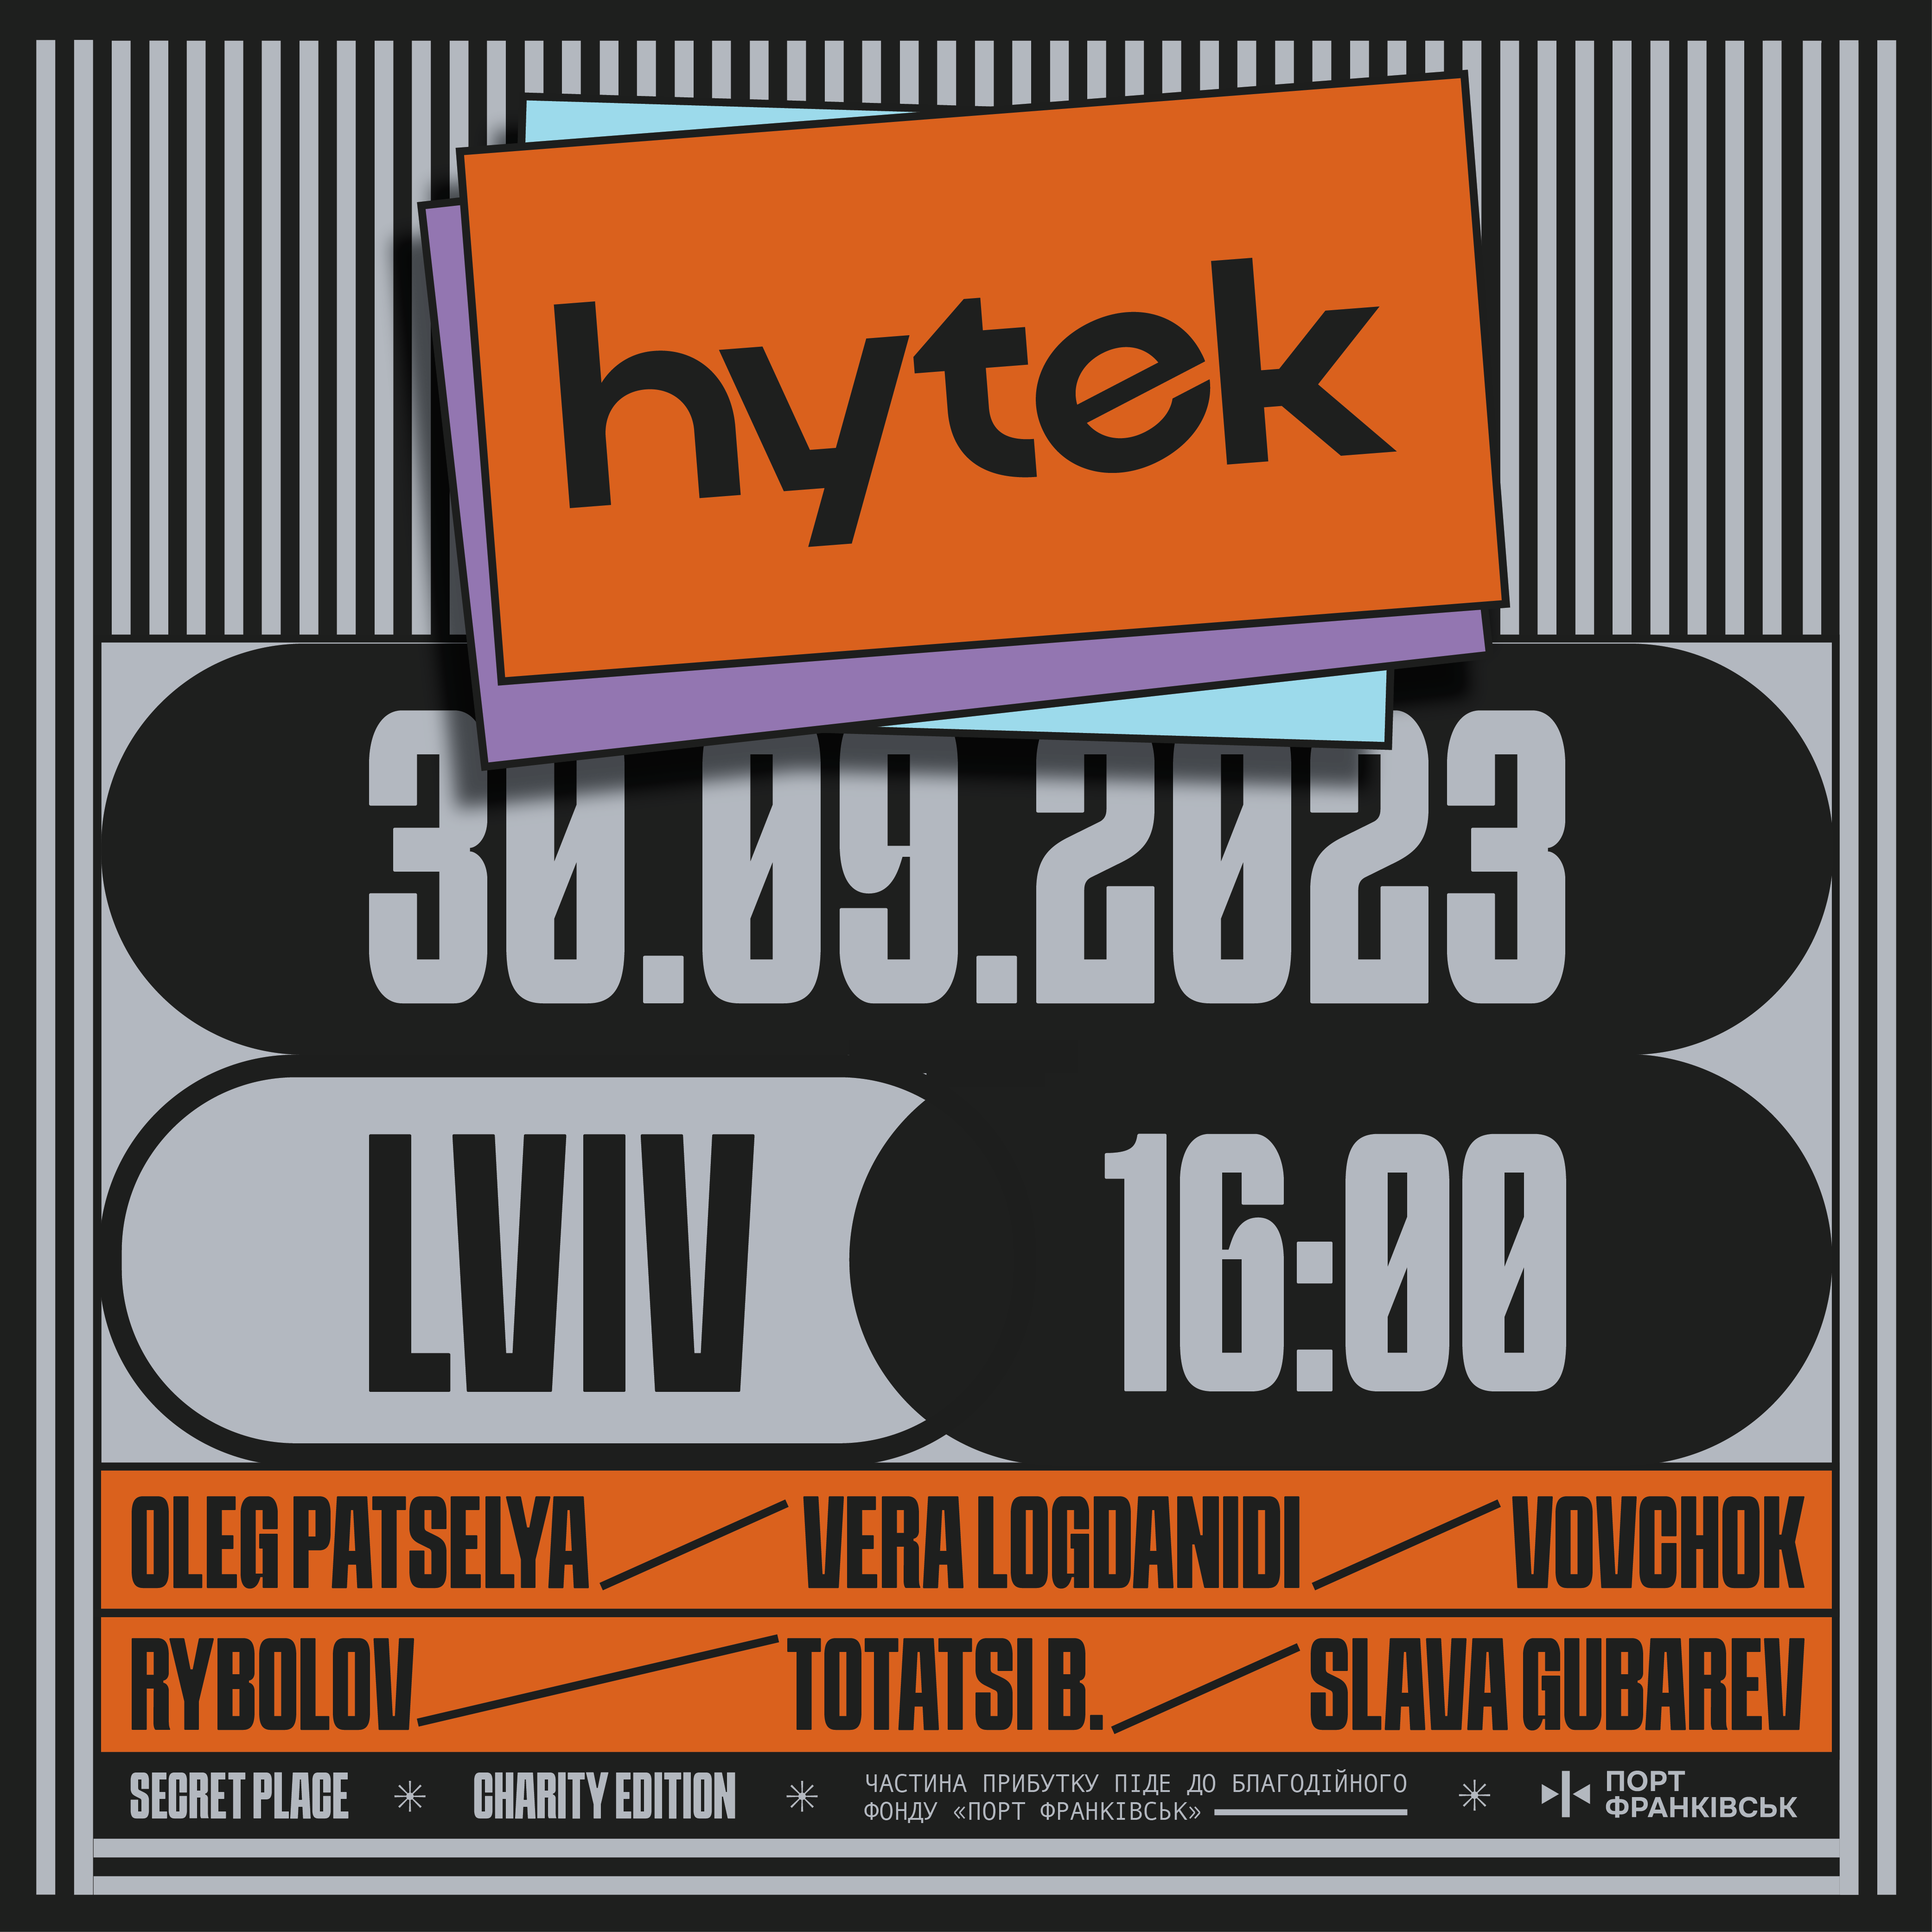 hytek
30.09.2023
LVIV 16:00
OLEG PATSELYA VERA LOGDANIDI VOVCHOK
RYBOLOV TOTATSI B. SLAVA GUBAREV
SECRET PLACE CHARITY EDITION
ЧАСТИНА ПРИБУТКУ ПІДЕ ДО БЛАГОДІЙНОГО
ФОНДУ «ПОРТ ФРАНКІВСЬК»
ПОРТ
ФРАНКІВСЬК